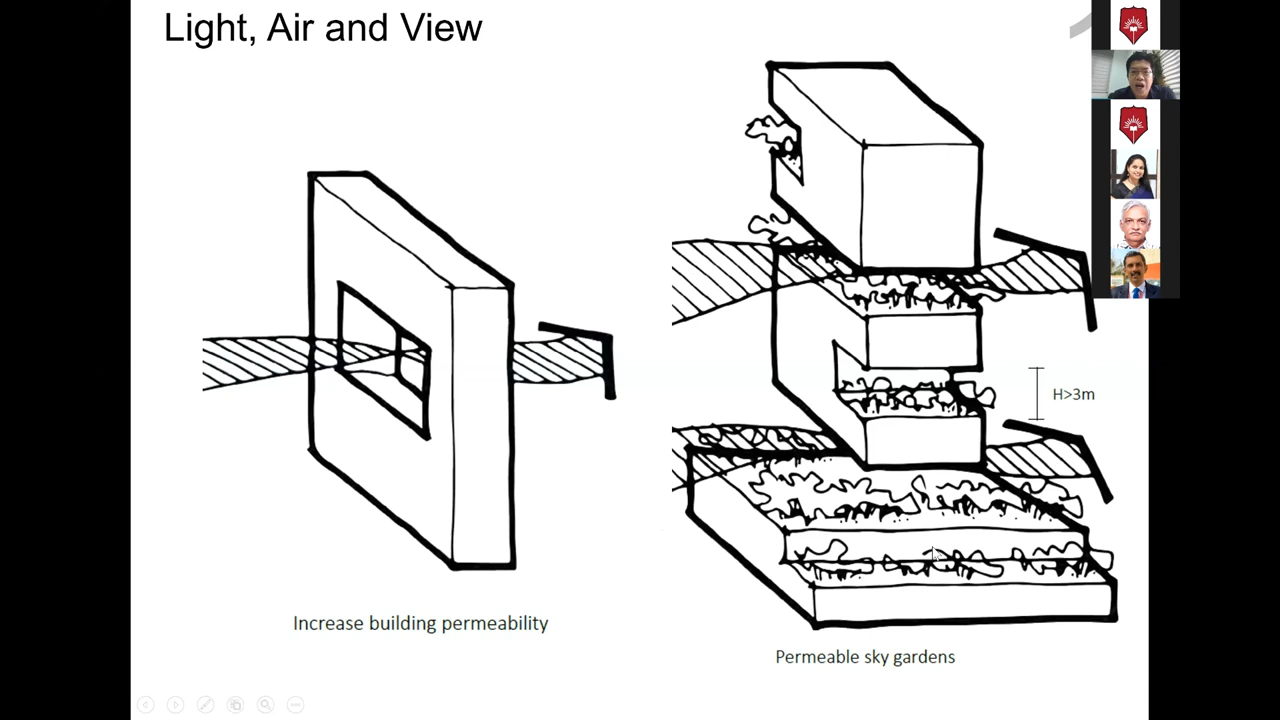 Light, Air and View
H>3m
Increase building permeability
Permeable sky gardens